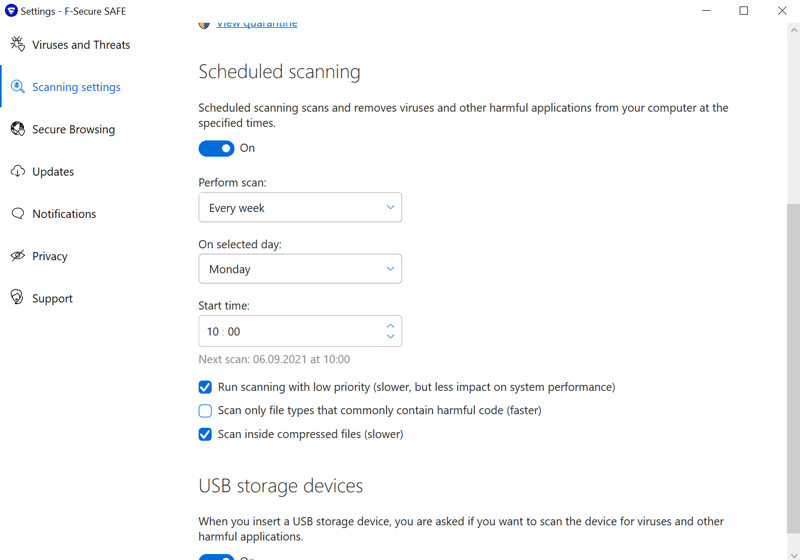 Settings - F-Secure SAFE
Viruses and Threats
Scanning settings
Secure Browsing
Updates
Notifications
Privacy
Support
View quarantine
Scheduled scanning
Scheduled scanning scans and removes viruses and other harmful applications from your computer at the
specified times.
On
Perform scan:
Every week
On selected day:
Monday
Start time:
10 : 00
Next scan: 06.09.2021 at 10:00
Run scanning with low priority (slower, but less impact on system performance)
Scan only file types that commonly contain harmful code (faster)
Scan inside compressed files (slower)
USB storage devices
When you insert a USB storage device, you are asked if you want to scan the device for viruses and other
harmful applications.
On